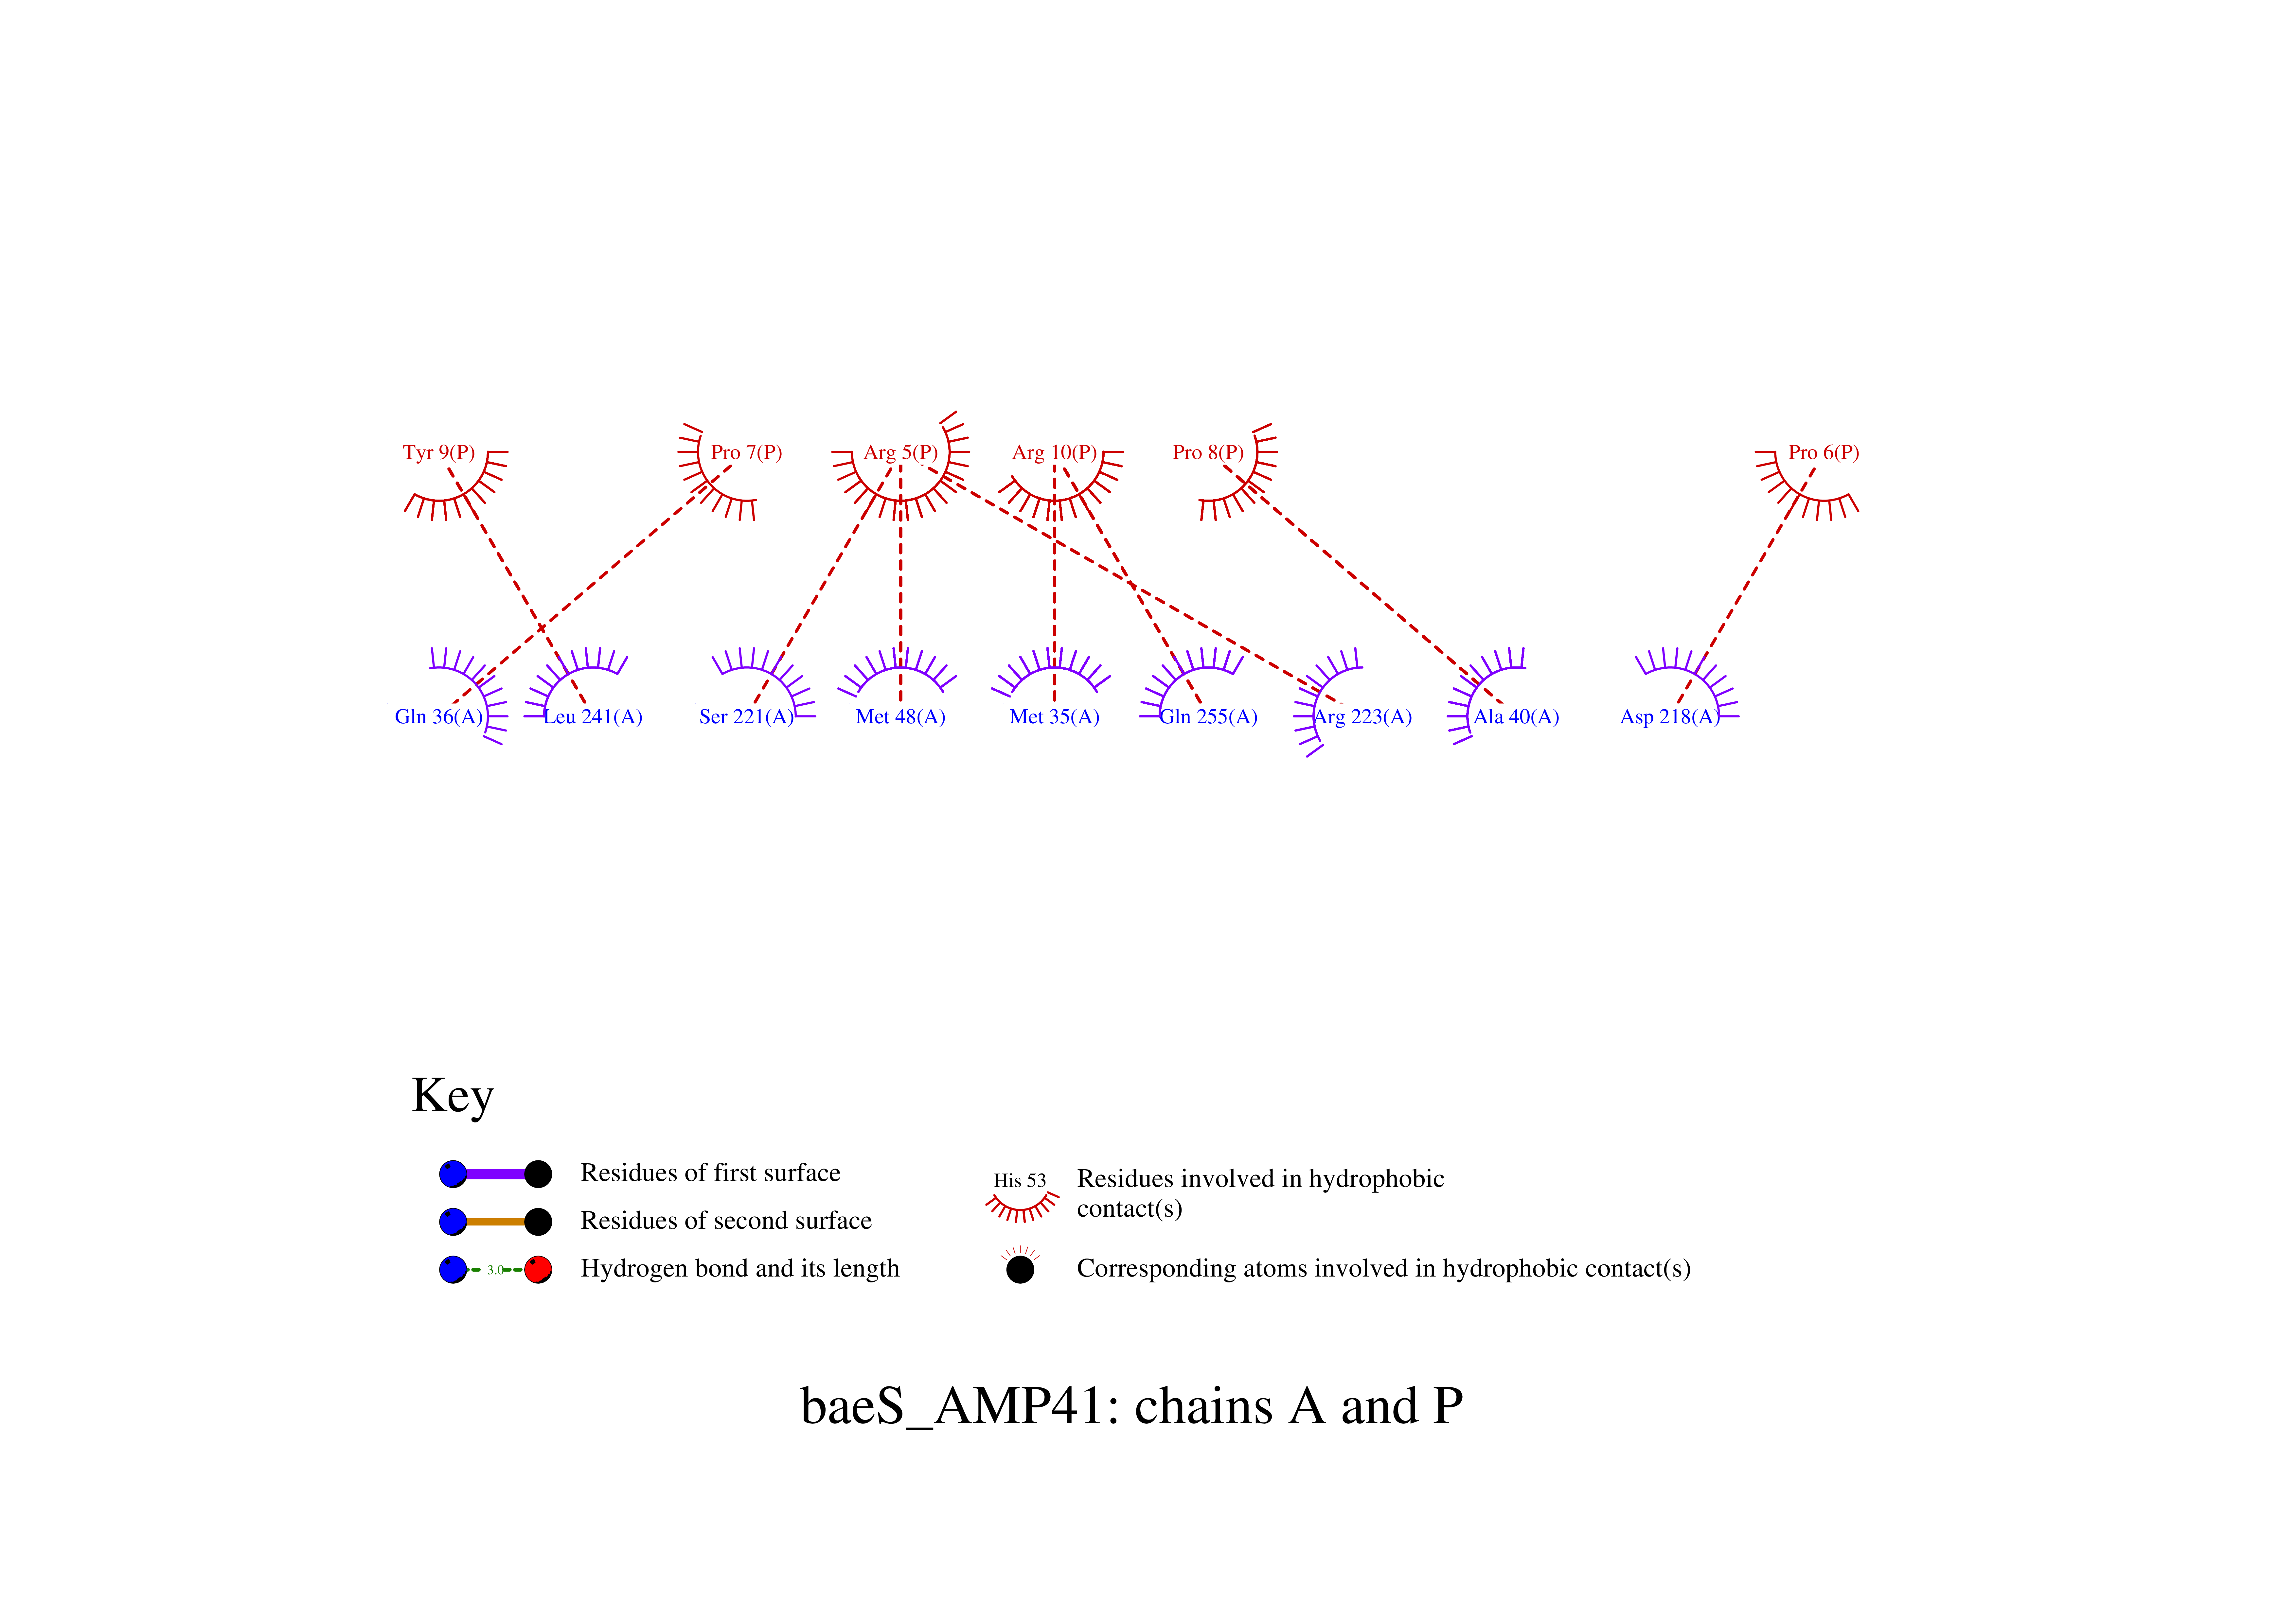 Tyr 9(P) Pro 7(P) Arg 5(P) Arg 10(P) Pro 8(P) Pro 6(P)
Gln 36(A) Leu 241(A) Ser 221(A) Met 48(A) Met 35(A) Gln 255(A) Arg 223(A) Ala 40(A) Asp 218(A)
Key
Residues of first surface
Residues of second surface
3.0 Hydrogen bond and its length
His 53 Residues involved in hydrophobic
contact(s)
Corresponding atoms involved in hydrophobic contact(s)
baeS_AMP41: chains A and P